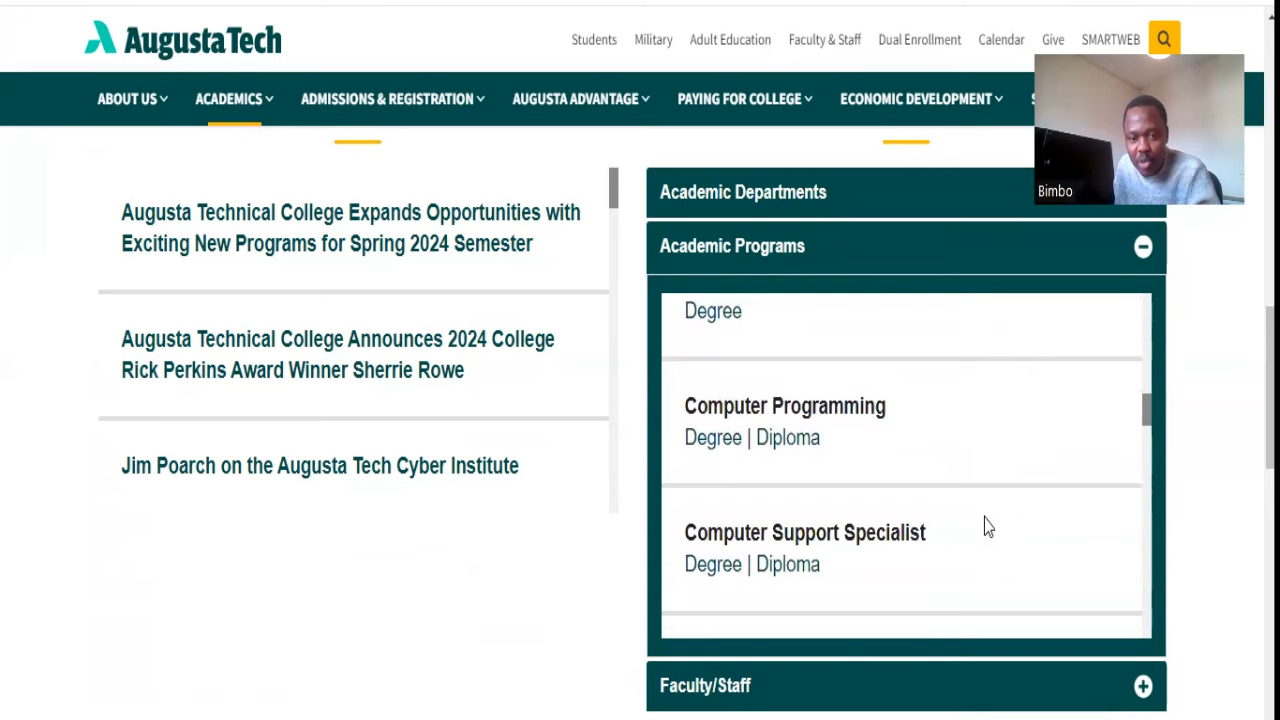 AugustaTech
Students Military Adult Education Faculty & Staff Dual Enrollment Calendar Give SMARTWEB
ABOUT US ACADEMICS ADMISSIONS & REGISTRATION AUGUSTA ADVANTAGE PAYING FOR COLLEGE ECONOMIC DEVELOPMENT
Bimbo
Augusta Technical College Expands Opportunities with
Exciting New Programs for Spring 2024 Semester
Augusta Technical College Announces 2024 College
Rick Perkins Award Winner Sherrie Rowe
Jim Poarch on the Augusta Tech Cyber Institute
Academic Departments
Academic Programs
Degree
Computer Programming
Degree | Diploma
Computer Support Specialist
Degree | Diploma
Faculty/Staff